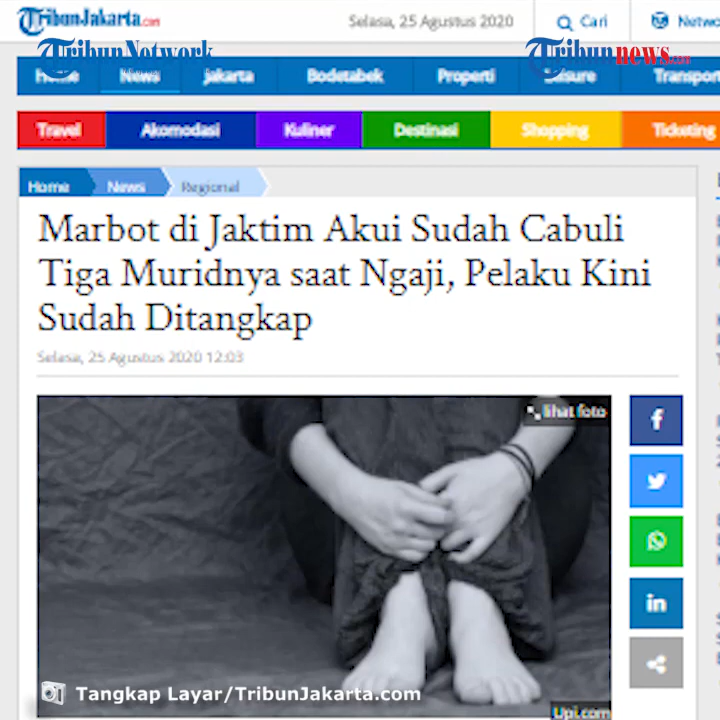 TribunJakarta.com
Selasa, 25 Agustus 2020
Cari
Netwo
TribunNetwork
Tribunnews.com
Home News Jakarta Bodetabek Properti Leisure Transport
Travel Akomodasi Kuliner Destinasi Shopping Ticketing
Home News Regional
Marbot di Jaktim Akui Sudah Cabuli
Tiga Muridnya saat Ngaji, Pelaku Kini
Sudah Ditangkap
Selasa, 25 Agustus 2020 12:03
lihat foto
Tangkap Layar/TribunJakarta.com
Upi.com